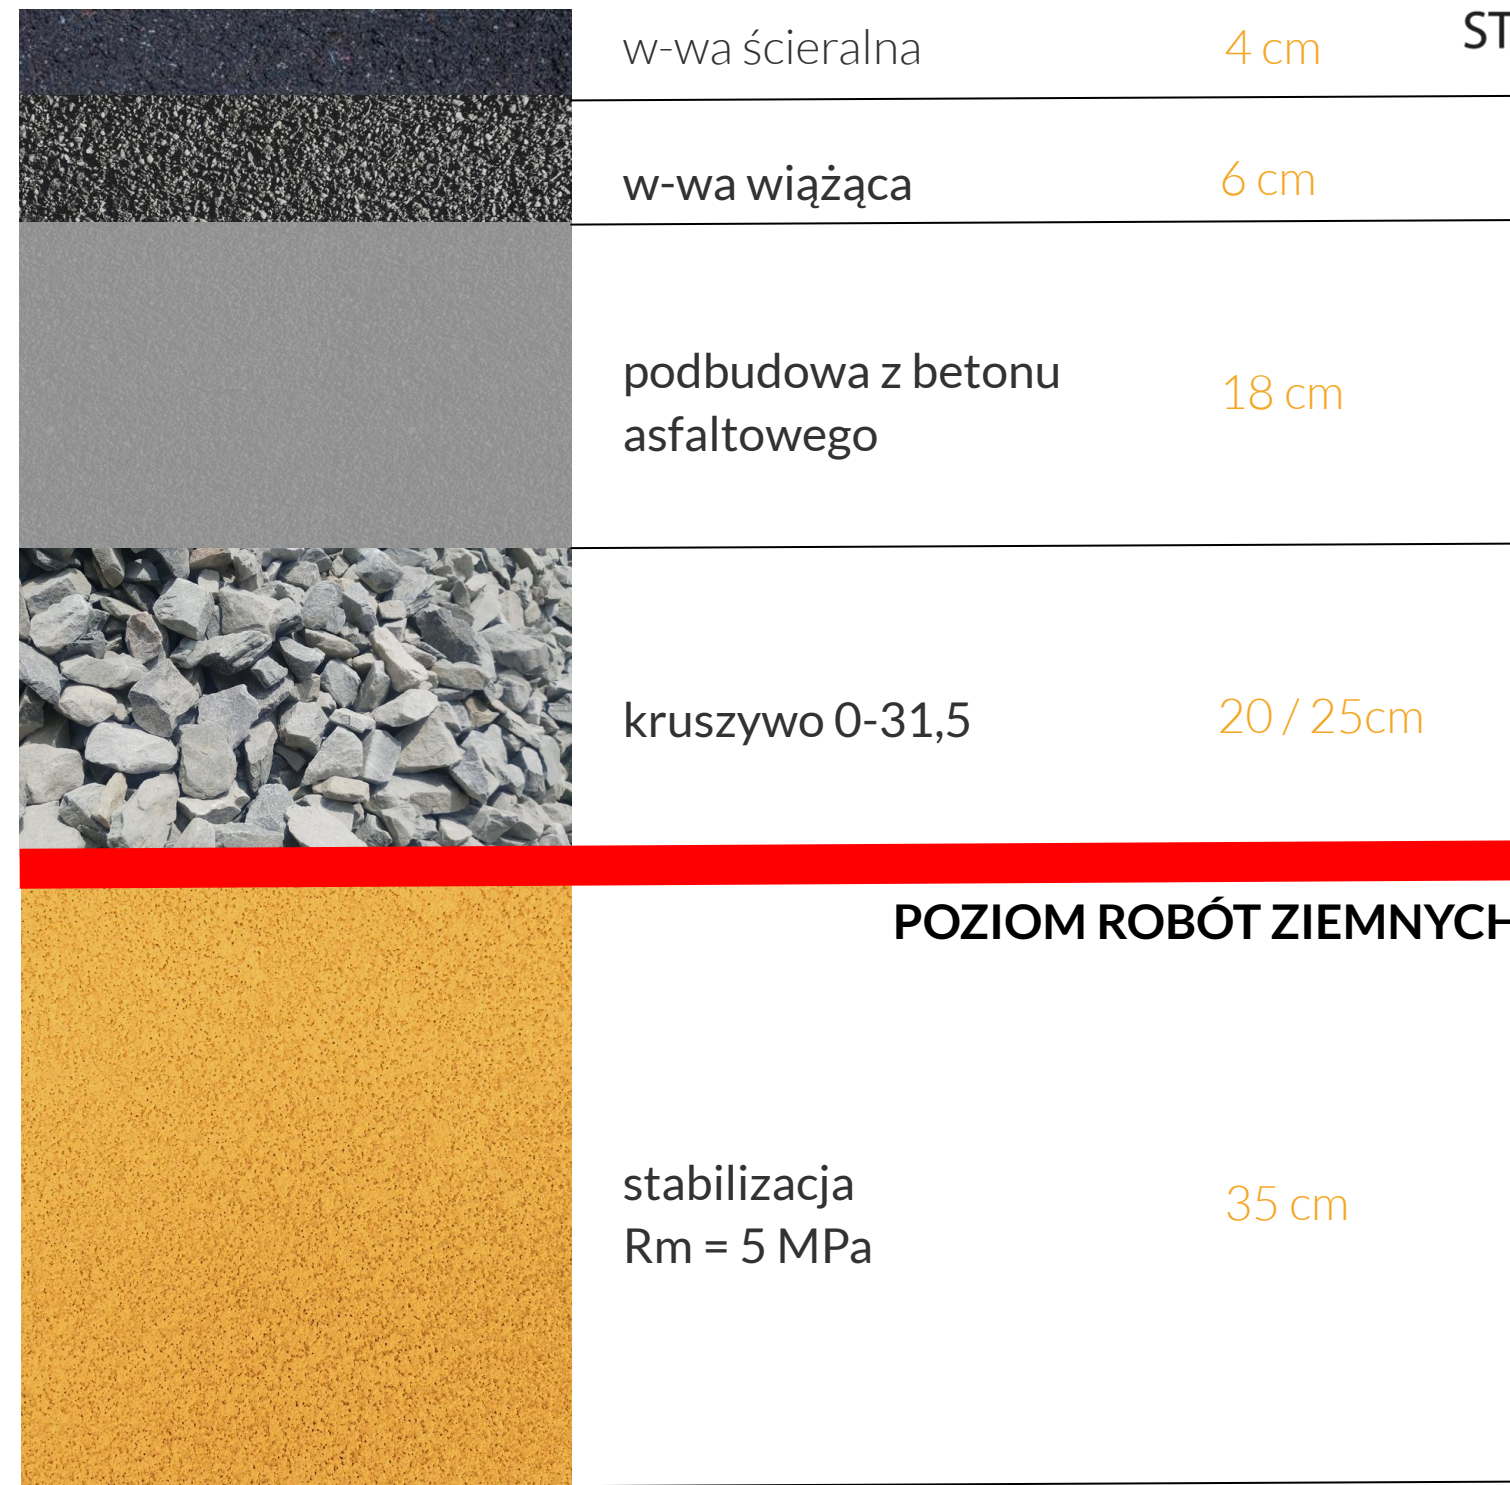 w-wa ścieralna 4 cm
w-wa wiążąca 6 cm
podbudowa z betonu
asfaltowego 18 cm
kruszywo 0-31,5 20 / 25cm
POZIOM ROBÓT ZIEMNYCH
stabilizacja
Rm = 5 MPa 35 cm